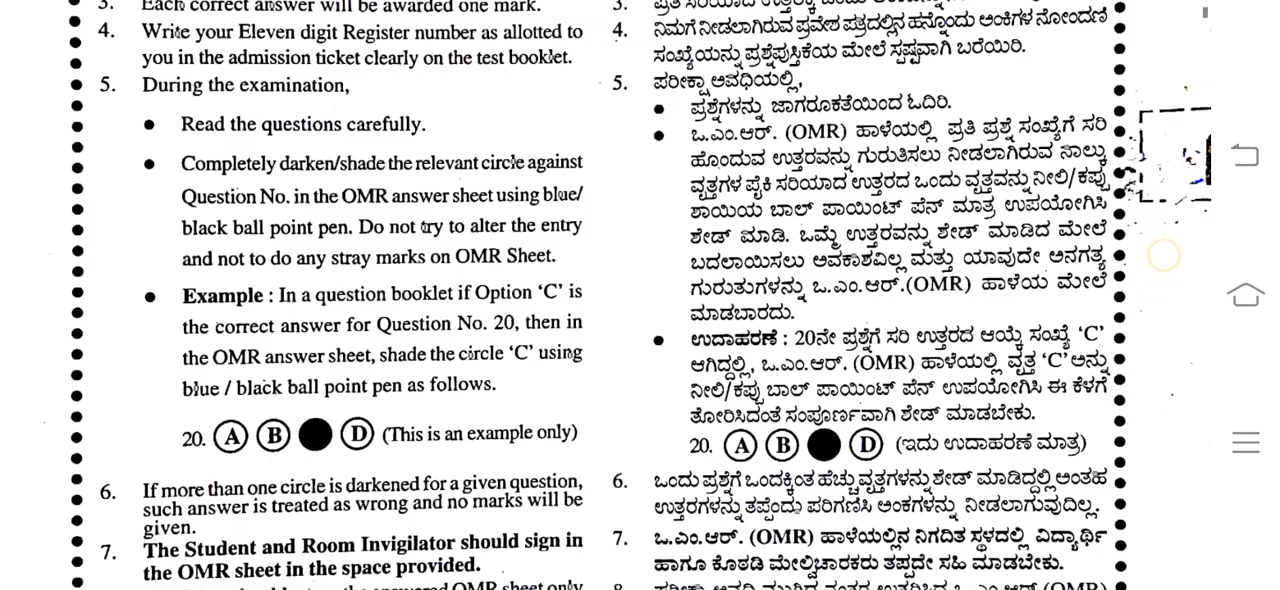 3. Each correct answer will be awarded one mark.
4. Write your Eleven digit Register number as allotted to
you in the admission ticket clearly on the test booklet.
5. During the examination,
● Read the questions carefully.
● Completely darken/shade the relevant circle against
Question No. in the OMR answer sheet using blue/
black ball point pen. Do not try to alter the entry
and not to do any stray marks on OMR Sheet.
● Example : In a question booklet if Option ‘C’ is
the correct answer for Question No. 20, then in
the OMR answer sheet, shade the circle ‘C’ using
blue / black ball point pen as follows.
20. A B D (This is an example only)
6. If more than one circle is darkened for a given question,
such answer is treated as wrong and no marks will be
given.
7. The Student and Room Invigilator should sign in
the OMR sheet in the space provided.
3.
4. ನಿಮಗೆ ನೀಡಲಾಗಿರುವ ಪ್ರವೇಶ ಪತ್ರದಲ್ಲಿನ ಹನ್ನೊಂದು ಅಂಕಿಗಳ ನೋಂದಣಿ
ಸಂಖ್ಯೆಯನ್ನು ಪ್ರಶ್ನೆಪುಸ್ತಿಕೆಯ ಮೇಲೆ ಸ್ಪಷ್ಟವಾಗಿ ಬರೆಯಿರಿ.
5. ಪರೀಕ್ಷಾ ಅವಧಿಯಲ್ಲಿ,
● ಪ್ರಶ್ನೆಗಳನ್ನು ಜಾಗರೂಕತೆಯಿಂದ ಓದಿರಿ.
● ಒ.ಎಂ.ಆರ್. (OMR) ಹಾಳೆಯಲ್ಲಿ ಪ್ರತಿ ಪ್ರಶ್ನೆ ಸಂಖ್ಯೆಗೆ ಸರಿ
ಹೊಂದುವ ಉತ್ತರವನ್ನು ಗುರುತಿಸಲು ನೀಡಲಾಗಿರುವ ನಾಲ್ಕು
ವೃತ್ತಗಳ ಪೈಕಿ ಸರಿಯಾದ ಉತ್ತರದ ಒಂದು ವೃತ್ತವನ್ನು ನೀಲಿ/ಕಪ್ಪು
ಶಾಯಿಯ ಬಾಲ್ ಪಾಯಿಂಟ್ ಪೆನ್ ಮಾತ್ರ ಉಪಯೋಗಿಸಿ
ಶೇಡ್ ಮಾಡಿ. ಒಮ್ಮೆ ಉತ್ತರವನ್ನು ಶೇಡ್ ಮಾಡಿದ ಮೇಲೆ
ಬದಲಾಯಿಸಲು ಅವಕಾಶವಿಲ್ಲ ಮತ್ತು ಯಾವುದೇ ಅನಗತ್ಯ
ಗುರುತುಗಳನ್ನು ಒ.ಎಂ.ಆರ್.(OMR) ಹಾಳೆಯ ಮೇಲೆ
ಮಾಡಬಾರದು.
● ಉದಾಹರಣೆ : 20ನೇ ಪ್ರಶ್ನೆಗೆ ಸರಿ ಉತ್ತರದ ಆಯ್ಕೆ ಸಂಖ್ಯೆ ‘C’
ಆಗಿದ್ದಲ್ಲಿ, ಒ.ಎಂ.ಆರ್. (OMR) ಹಾಳೆಯಲ್ಲಿ ವೃತ್ತ ‘C’ ಅನ್ನು
ನೀಲಿ/ಕಪ್ಪು ಬಾಲ್ ಪಾಯಿಂಟ್ ಪೆನ್ ಉಪಯೋಗಿಸಿ ಈ ಕೆಳಗೆ
ತೋರಿಸಿದಂತೆ ಸಂಪೂರ್ಣವಾಗಿ ಶೇಡ್ ಮಾಡಬೇಕು.
20. A B D (ಇದು ಉದಾಹರಣೆ ಮಾತ್ರ)
6. ಒಂದು ಪ್ರಶ್ನೆಗೆ ಒಂದಕ್ಕಿಂತ ಹೆಚ್ಚು ವೃತ್ತಗಳನ್ನು ಶೇಡ್ ಮಾಡಿದ್ದಲ್ಲಿ ಅಂತಹ
ಉತ್ತರಗಳನ್ನು ತಪ್ಪೆಂದು ಪರಿಗಣಿಸಿ ಅಂಕಗಳನ್ನು ನೀಡಲಾಗುವುದಿಲ್ಲ.
7. ಒ.ಎಂ.ಆರ್. (OMR) ಹಾಳೆಯಲ್ಲಿನ ನಿಗದಿತ ಸ್ಥಳದಲ್ಲಿ ವಿದ್ಯಾರ್ಥಿ
ಹಾಗೂ ಕೊಠಡಿ ಮೇಲ್ವಿಚಾರಕರು ತಪ್ಪದೇ ಸಹಿ ಮಾಡಬೇಕು.